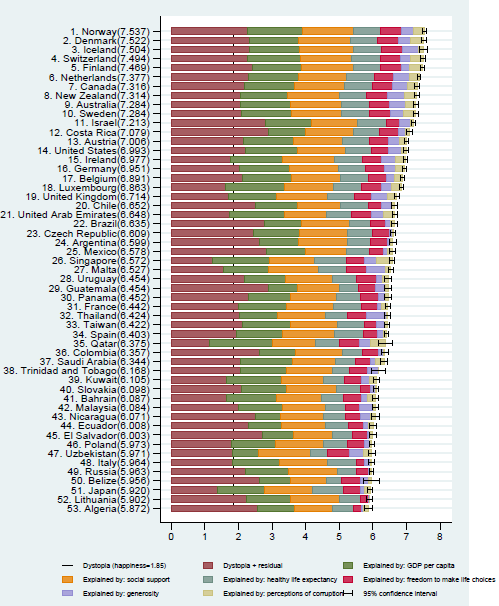 1. Norway(7.537)
2. Denmark(7.522)
3. Iceland(7.504)
4. Switzerland(7.494)
5. Finland(7.469)
6. Netherlands(7.377)
7. Canada(7.316)
8. New Zealand(7.314)
9. Australia(7.284)
10. Sweden(7.284)
11. Israel(7.213)
12. Costa Rica(7.079)
13. Austria(7.006)
14. United States(6.993)
15. Ireland(6.977)
16. Germany(6.951)
17. Belgium(6.891)
18. Luxembourg(6.863)
19. United Kingdom(6.714)
20. Chile(6.652)
21. United Arab Emirates(6.648)
22. Brazil(6.635)
23. Czech Republic(6.609)
24. Argentina(6.599)
25. Mexico(6.578)
26. Singapore(6.572)
27. Malta(6.527)
28. Uruguay(6.454)
29. Guatemala(6.454)
30. Panama(6.452)
31. France(6.442)
32. Thailand(6.424)
33. Taiwan(6.422)
34. Spain(6.403)
35. Qatar(6.375)
36. Colombia(6.357)
37. Saudi Arabia(6.344)
38. Trinidad and Tobago(6.168)
39. Kuwait(6.105)
40. Slovakia(6.098)
41. Bahrain(6.087)
42. Malaysia(6.084)
43. Nicaragua(6.071)
44. Ecuador(6.008)
45. El Salvador(6.003)
46. Poland(5.973)
47. Uzbekistan(5.971)
48. Italy(5.964)
49. Russia(5.963)
50. Belize(5.956)
51. Japan(5.920)
52. Lithuania(5.902)
53. Algeria(5.872)
0 1 2 3 4 5 6 7 8
Dystopia (happiness=1.85) Dystopia + residual Explained by: GDP per capita
Explained by: social support Explained by: healthy life expectancy Explained by: freedom to make life choices
Explained by: generosity Explained by: perceptions of corruption 95% confidence interval